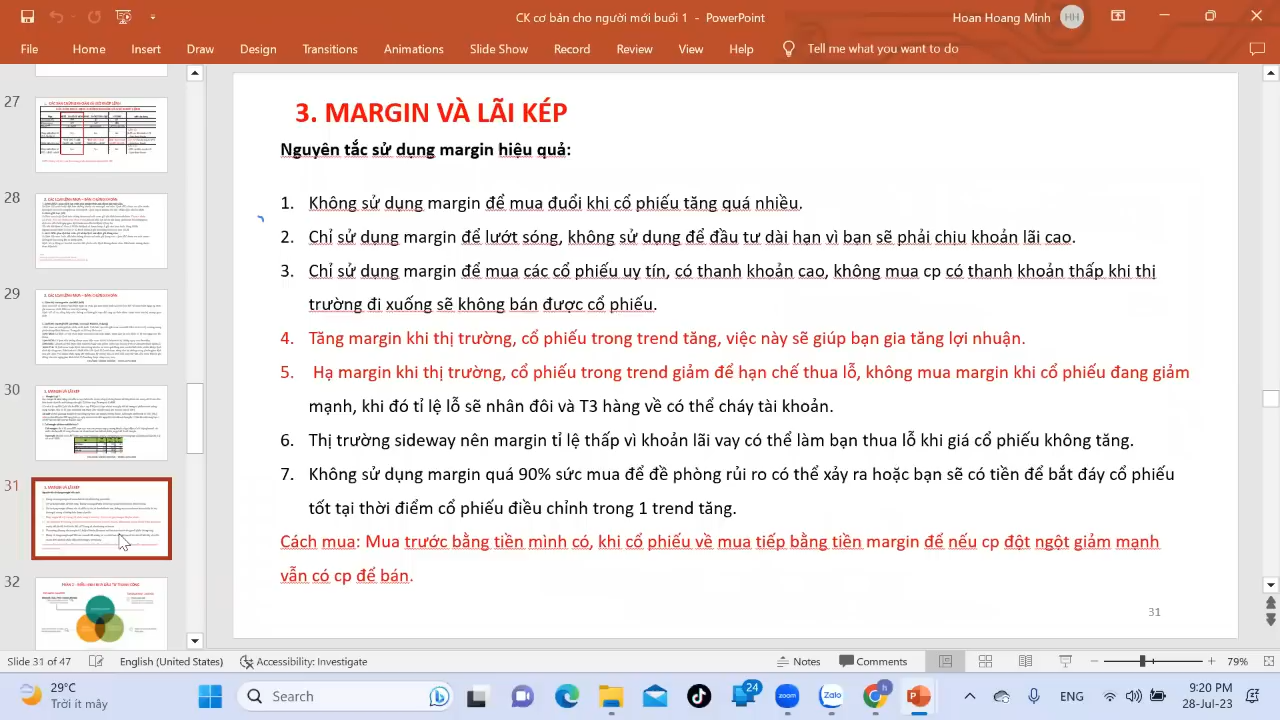 CK cơ bản cho người mới buổi 1 - PowerPoint
Hoan Hoang Minh
HH
File Home Insert Draw Design Transitions Animations Slide Show Record Review View Help Tell me what you want to do
27
28
30
31
32
3. MARGIN VÀ LÃI KÉP
Nguyên tắc sử dụng margin hiệu quả:
1. Không sử dụng margin để mua đuổi khi cổ phiếu tăng quá nhiều.
2. Chỉ sử dụng margin để lướt sóng, không sử dụng để đầu tư dài hạn vì bạn sẽ phải chịu khoản lãi cao.
3. Chỉ sử dụng margin để mua các cổ phiếu uy tín, có thanh khoản cao, không mua cp có thanh khoản thấp khi thị
trường đi xuống sẽ không bán được cổ phiếu.
4. Tăng margin khi thị trường, cổ phiếu trong trend tăng, việc này sẽ giúp bạn gia tăng lợi nhuận.
5. Hạ margin khi thị trường, cổ phiếu trong trend giảm để hạn chế thua lỗ, không mua margin khi cổ phiếu đang giảm
mạnh, khi đó tỉ lệ lỗ sẽ nhân đôi và T3 hàng về có thể cháy tài khoản.
6. Thị trường sideway nên margin tỉ lệ thấp vì khoản lãi vay có thể làm bạn thua lỗ khi giá cổ phiếu không tăng.
7. Không sử dụng margin quá 90% sức mua để đề phòng rủi ro có thể xảy ra hoặc bạn sẽ có tiền để bắt đáy cổ phiếu
tốt tại thời điểm cổ phiếu điều chỉnh trong 1 trend tăng.
Cách mua: Mua trước bằng tiền mình có, khi cổ phiếu về mua tiếp bằng tiền margin để nếu cp đột ngột giảm mạnh
vẫn có cp để bán.
31
Slide 31 of 47 English (United States) Accessibility: Investigate Notes Comments 79%
29°C
Trời ít mây
Search
24
zoom
Zalo
h
ENG
9:20 PM
28-Jul-23